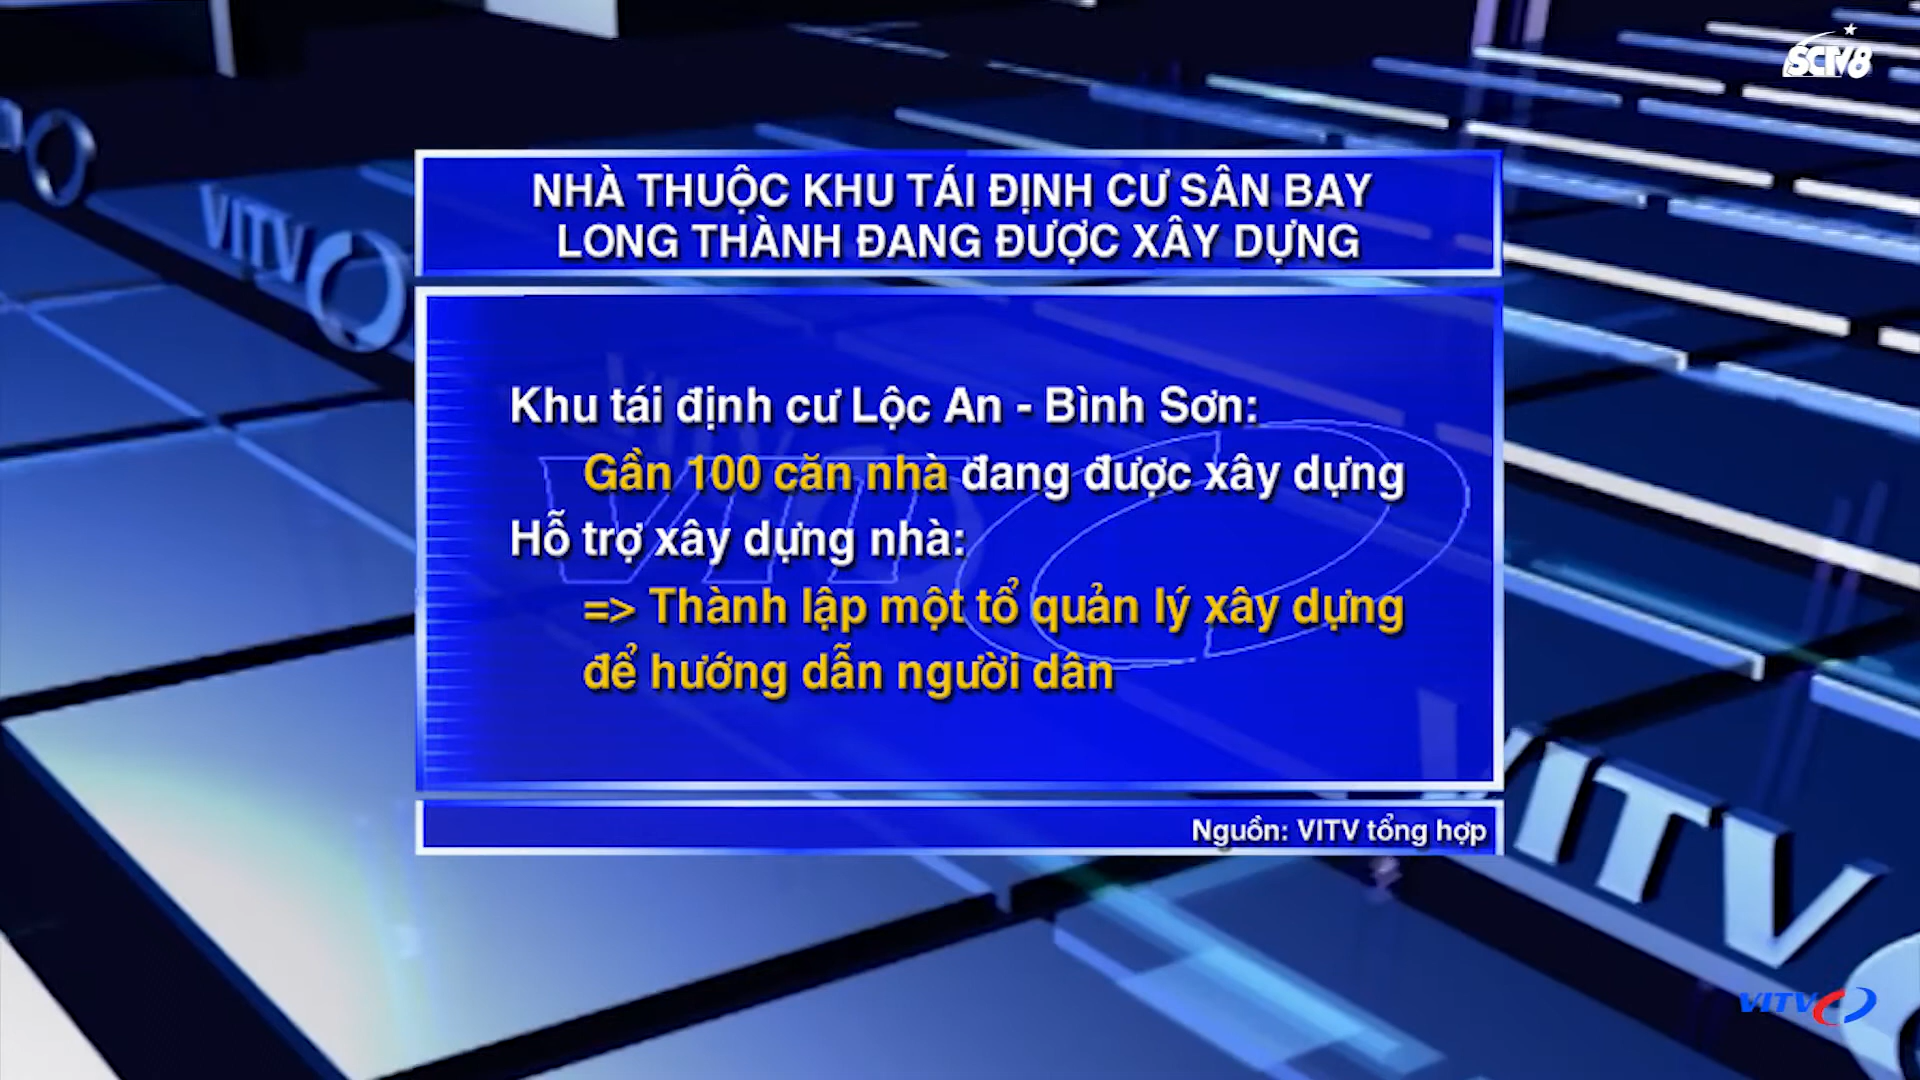 SCTV8
VITV
NHÀ THUỘC KHU TÁI ĐỊNH CƯ SÂN BAY
LONG THÀNH ĐANG ĐƯỢC XÂY DỰNG
Khu tái định cư Lộc An - Bình Sơn:
Gần 100 căn nhà đang được xây dựng
Hỗ trợ xây dựng nhà:
=> Thành lập một tổ quản lý xây dựng
để hướng dẫn người dân
Nguồn: VITV tổng hợp
VITV
VITV